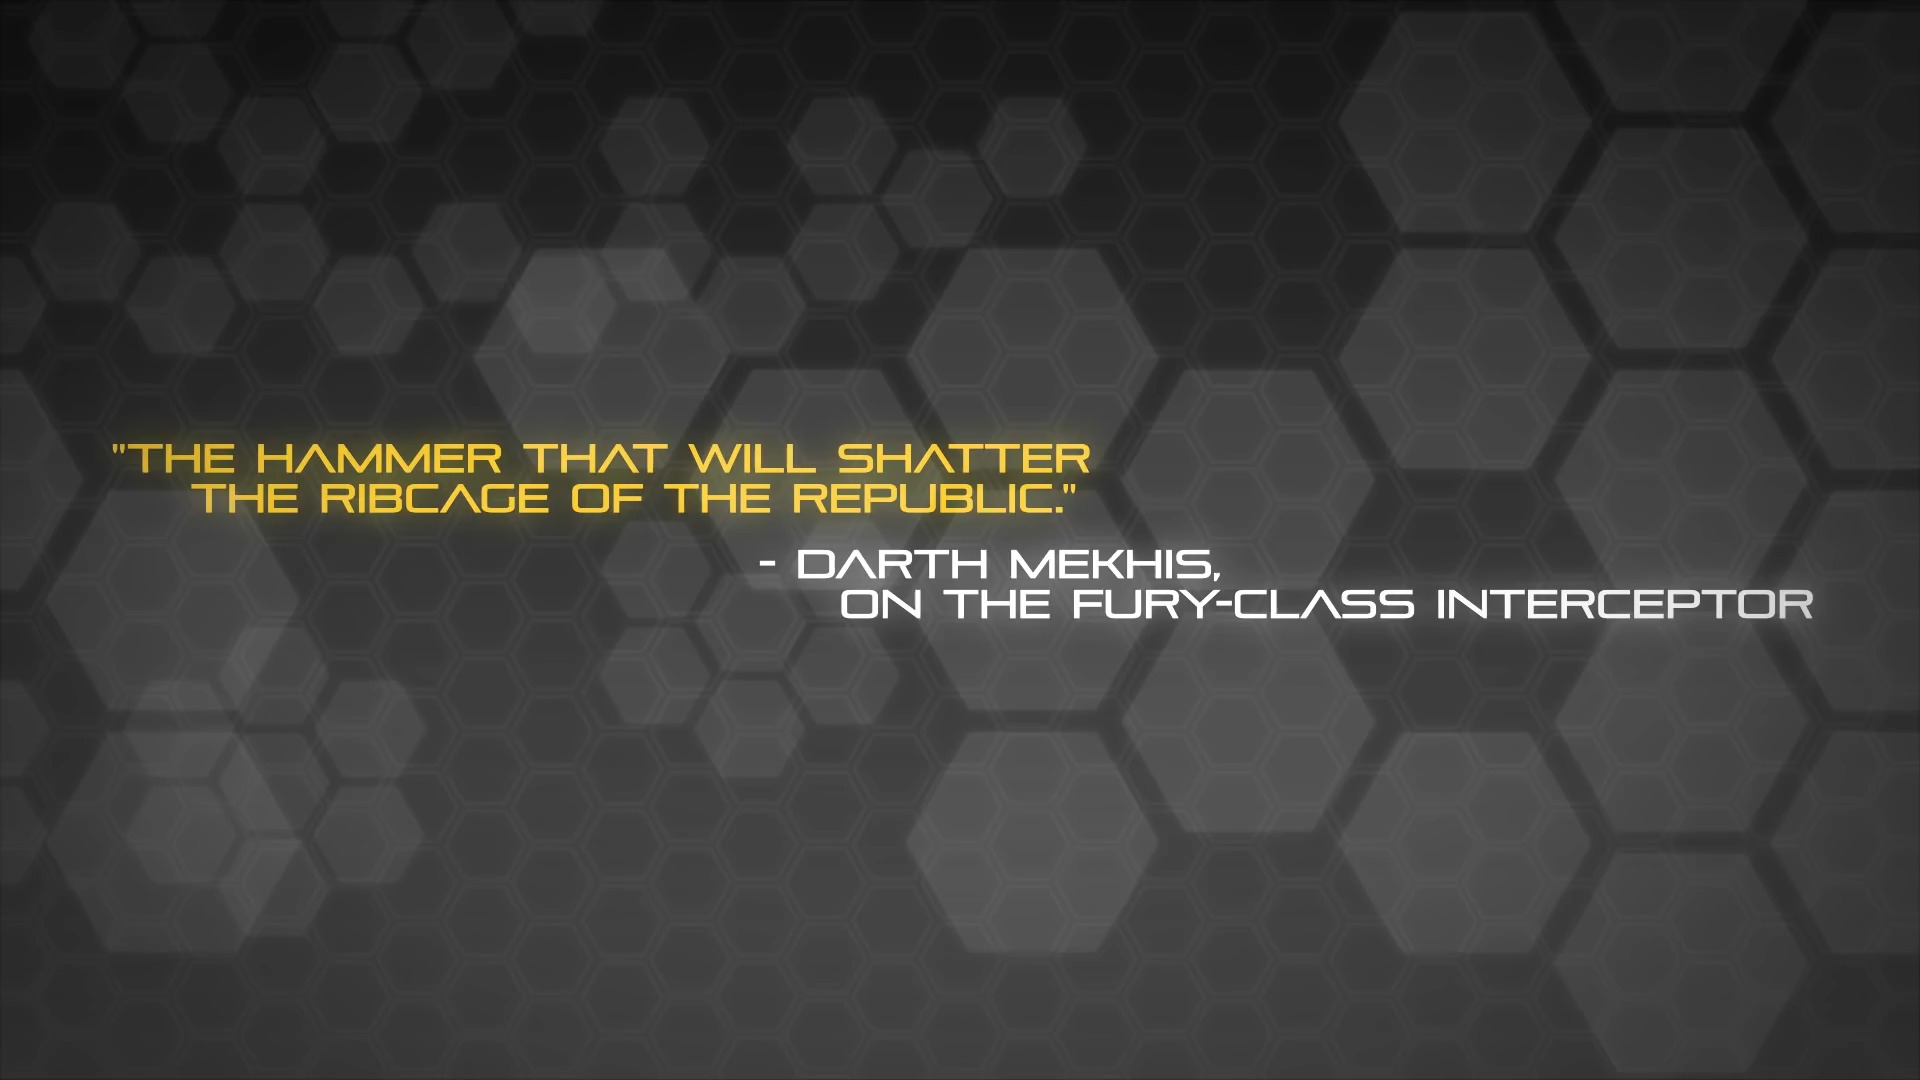 "THE HAMMER THAT WILL SHATTER
THE RIBCAGE OF THE REPUBLIC."
- DARTH MEKHIS,
ON THE FURY-CLASS INTERCEPTOR